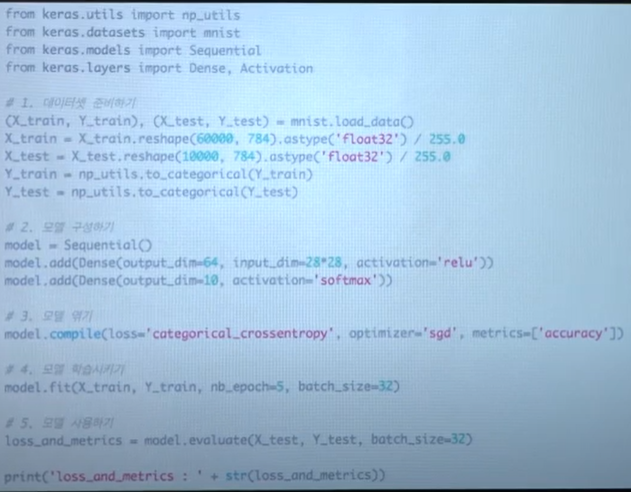 from keras.utils import np_utils
from keras.datasets import mnist
from keras.models import Sequential
from keras.layers import Dense, Activation
# 1. 데이터셋 준비하기
(X_train, Y_train), (X_test, Y_test) = mnist.load_data()
X_train = X_train.reshape(60000, 784).astype('float32') / 255.0
X_test = X_test.reshape(10000, 784).astype('float32') / 255.0
Y_train = np_utils.to_categorical(Y_train)
Y_test = np_utils.to_categorical(Y_test)
# 2. 모델 구성하기
model = Sequential()
model.add(Dense(output_dim=64, input_dim=28*28, activation='relu'))
model.add(Dense(output_dim=10, activation='softmax'))
# 3. 모델 엮기
model.compile(loss='categorical_crossentropy', optimizer='sgd', metrics=['accuracy'])
# 4. 모델 학습시키기
model.fit(X_train, Y_train, nb_epoch=5, batch_size=32)
# 5. 모델 사용하기
loss_and_metrics = model.evaluate(X_test, Y_test, batch_size=32)
print('loss_and_metrics : ' + str(loss_and_metrics))